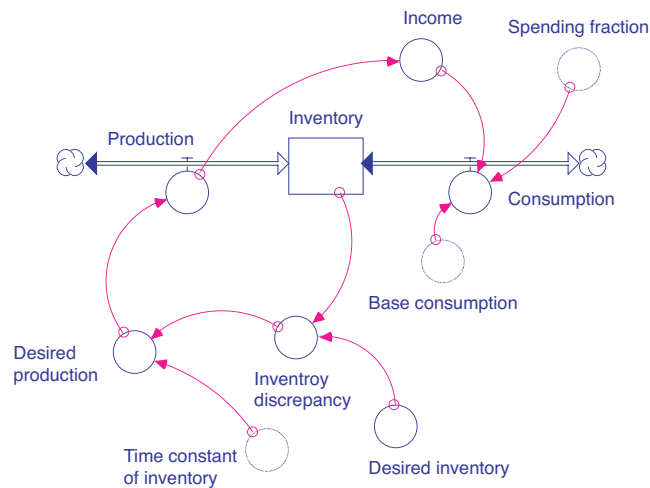 Income
Spending fraction
Inventory
Production
Consumption
Base consumption
Desired
production
Inventroy
discrepancy
Time constant
of inventory
Desired inventory